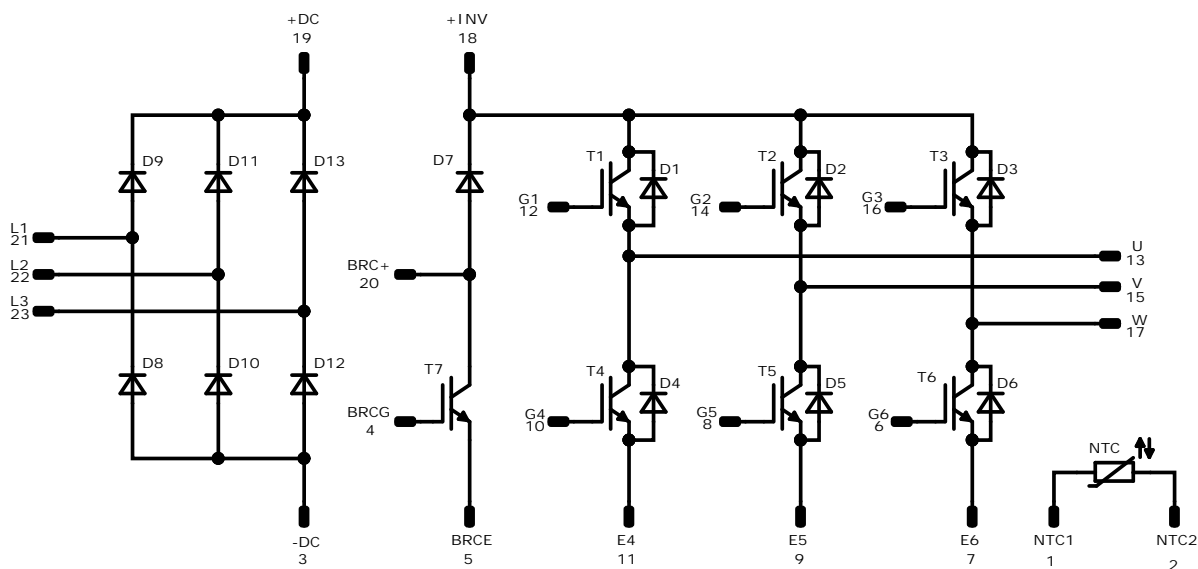 +DC
19
+INV
18
D9
D11
D13
D7
T1
D1
T2
D2
T3
D3
G1
12
G2
14
G3
16
L1
21
L2
22
L3
23
BRC+
20
U
13
V
15
W
17
D8
D10
D12
T7
T4
D4
T5
D5
T6
D6
BRCG
4
G4
10
G5
8
G6
6
NTC
-DC
3
BRCE
5
E4
11
E5
9
E6
7
NTC1
1
NTC2
2